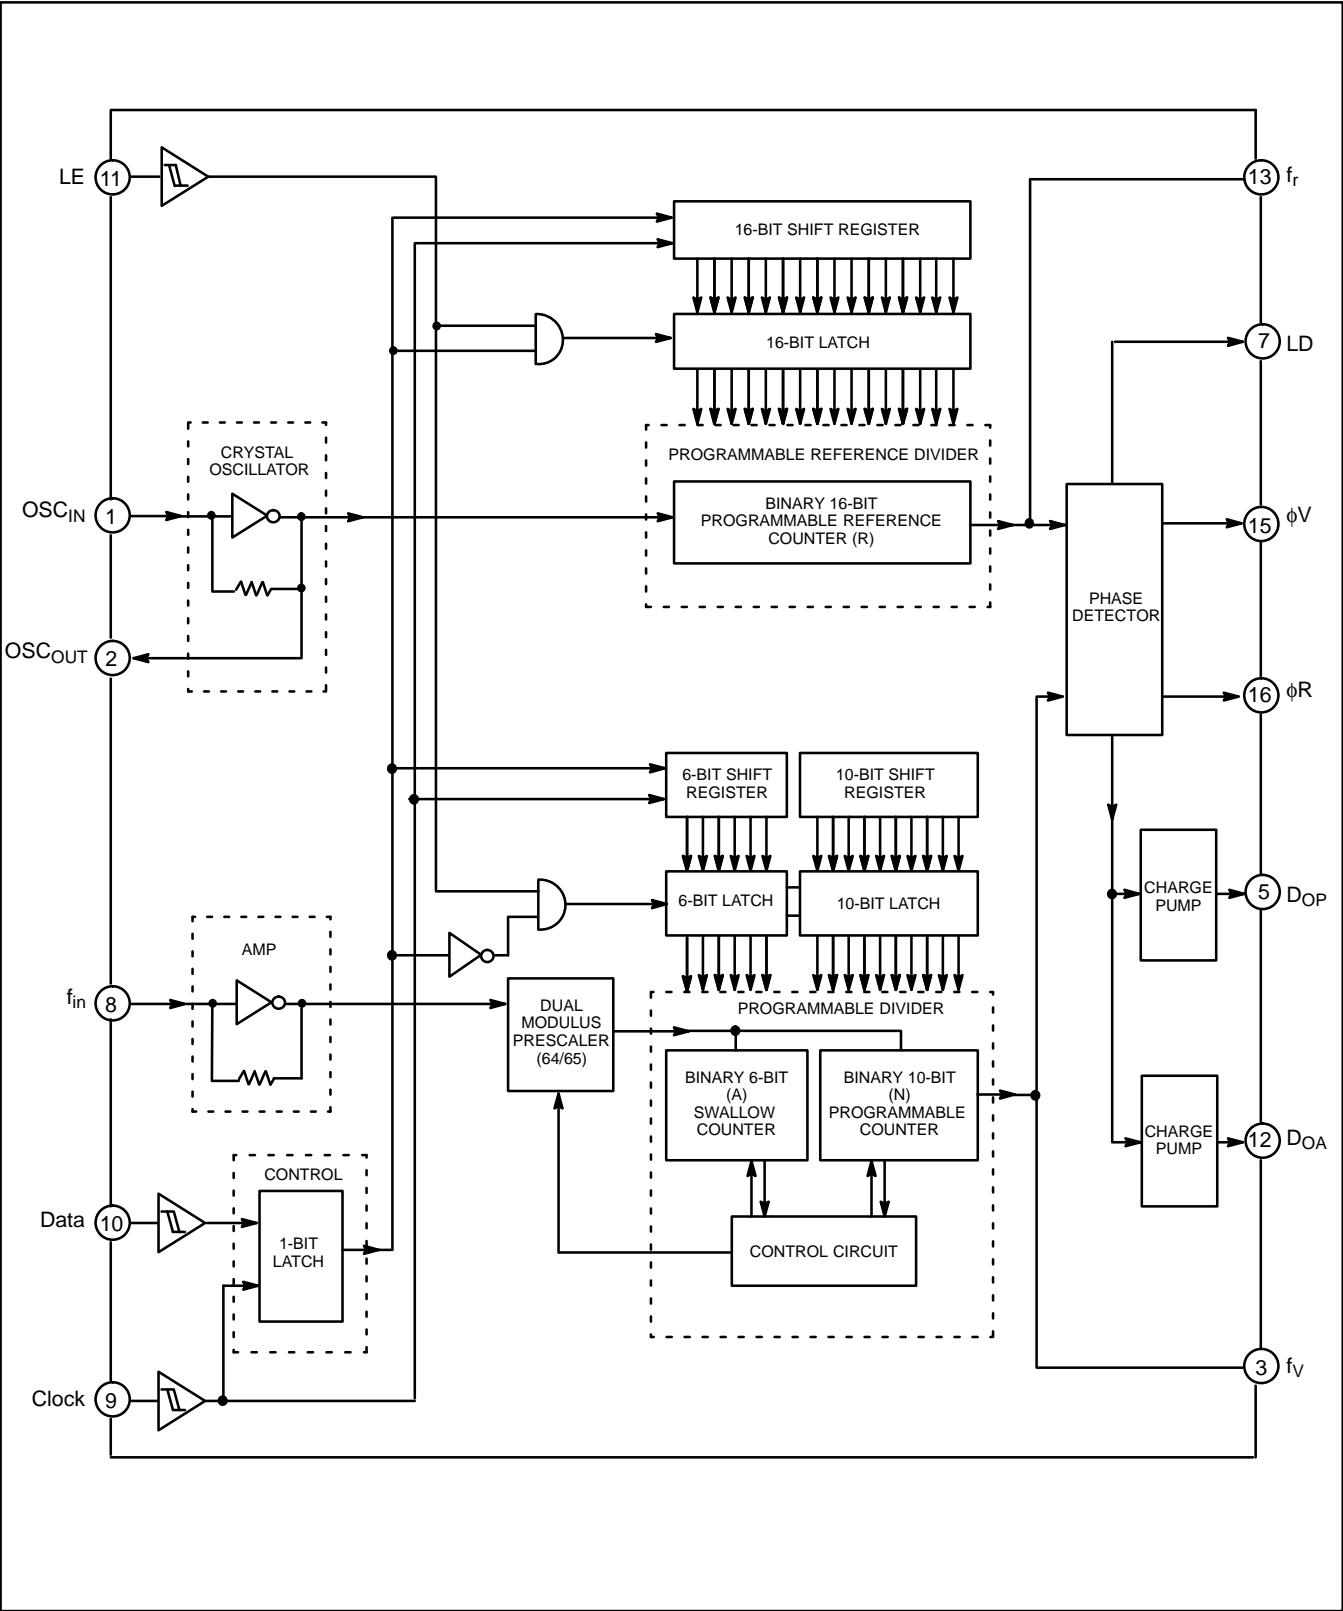 LE 11
13 fr
16-BIT SHIFT REGISTER
16-BIT LATCH
7 LD
CRYSTAL
OSCILLATOR
PROGRAMMABLE REFERENCE DIVIDER
OSCIN 1
BINARY 16-BIT
PROGRAMMABLE REFERENCE
COUNTER (R)
15 ϕV
PHASE
DETECTOR
OSCOUT 2
16 ϕR
6-BIT SHIFT
REGISTER
10-BIT SHIFT
REGISTER
6-BIT LATCH
10-BIT LATCH
CHARGE
PUMP
5 DOP
AMP
fin 8
DUAL
MODULUS
PRESCALER
(64/65)
PROGRAMMABLE DIVIDER
BINARY 6-BIT
(A)
SWALLOW
COUNTER
BINARY 10-BIT
(N)
PROGRAMMABLE
COUNTER
CHARGE
PUMP
12 DOA
CONTROL
Data 10
1-BIT
LATCH
CONTROL CIRCUIT
3 fV
Clock 9